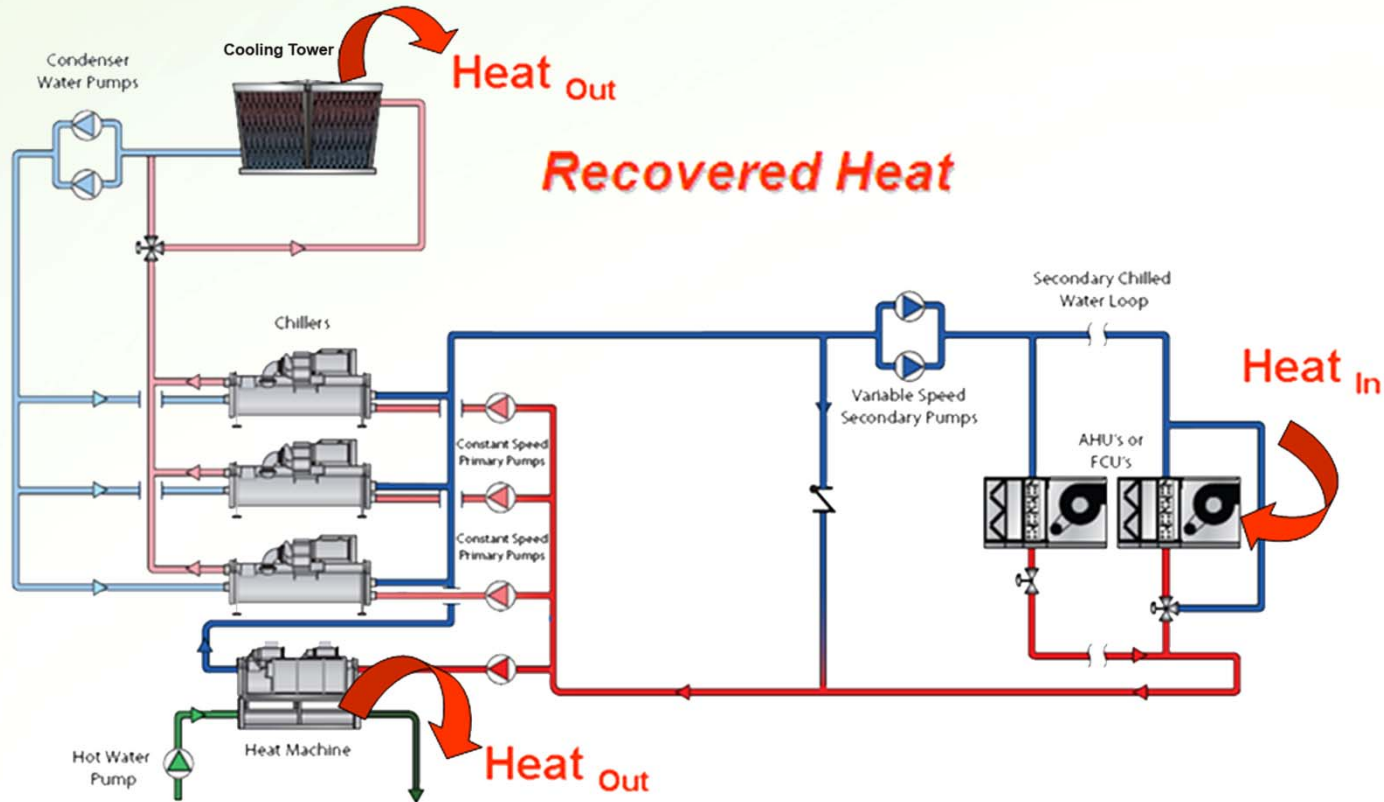 Condenser
Water Pumps
Cooling Tower
Heat Out
Recovered Heat
Chillers
Secondary Chilled
Water Loop
Heat In
Variable Speed
Secondary Pumps
AHU's or
FCU's
Constant Speed
Primary Pumps
Constant Speed
Primary Pumps
Hot Water
Pump
Heat Machine
Heat Out